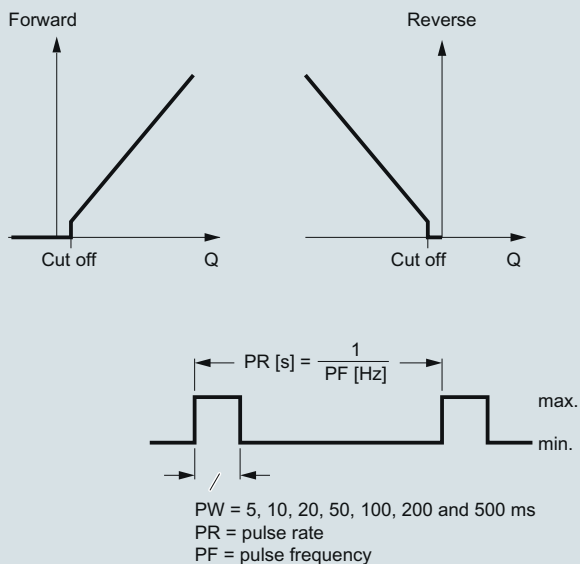 Forward
Reverse
Cut off
Q
Cut off
Q
PR [s] = 1 / PF [Hz]
max.
min.
PW = 5, 10, 20, 50, 100, 200 and 500 ms
PR = pulse rate
PF = pulse frequency